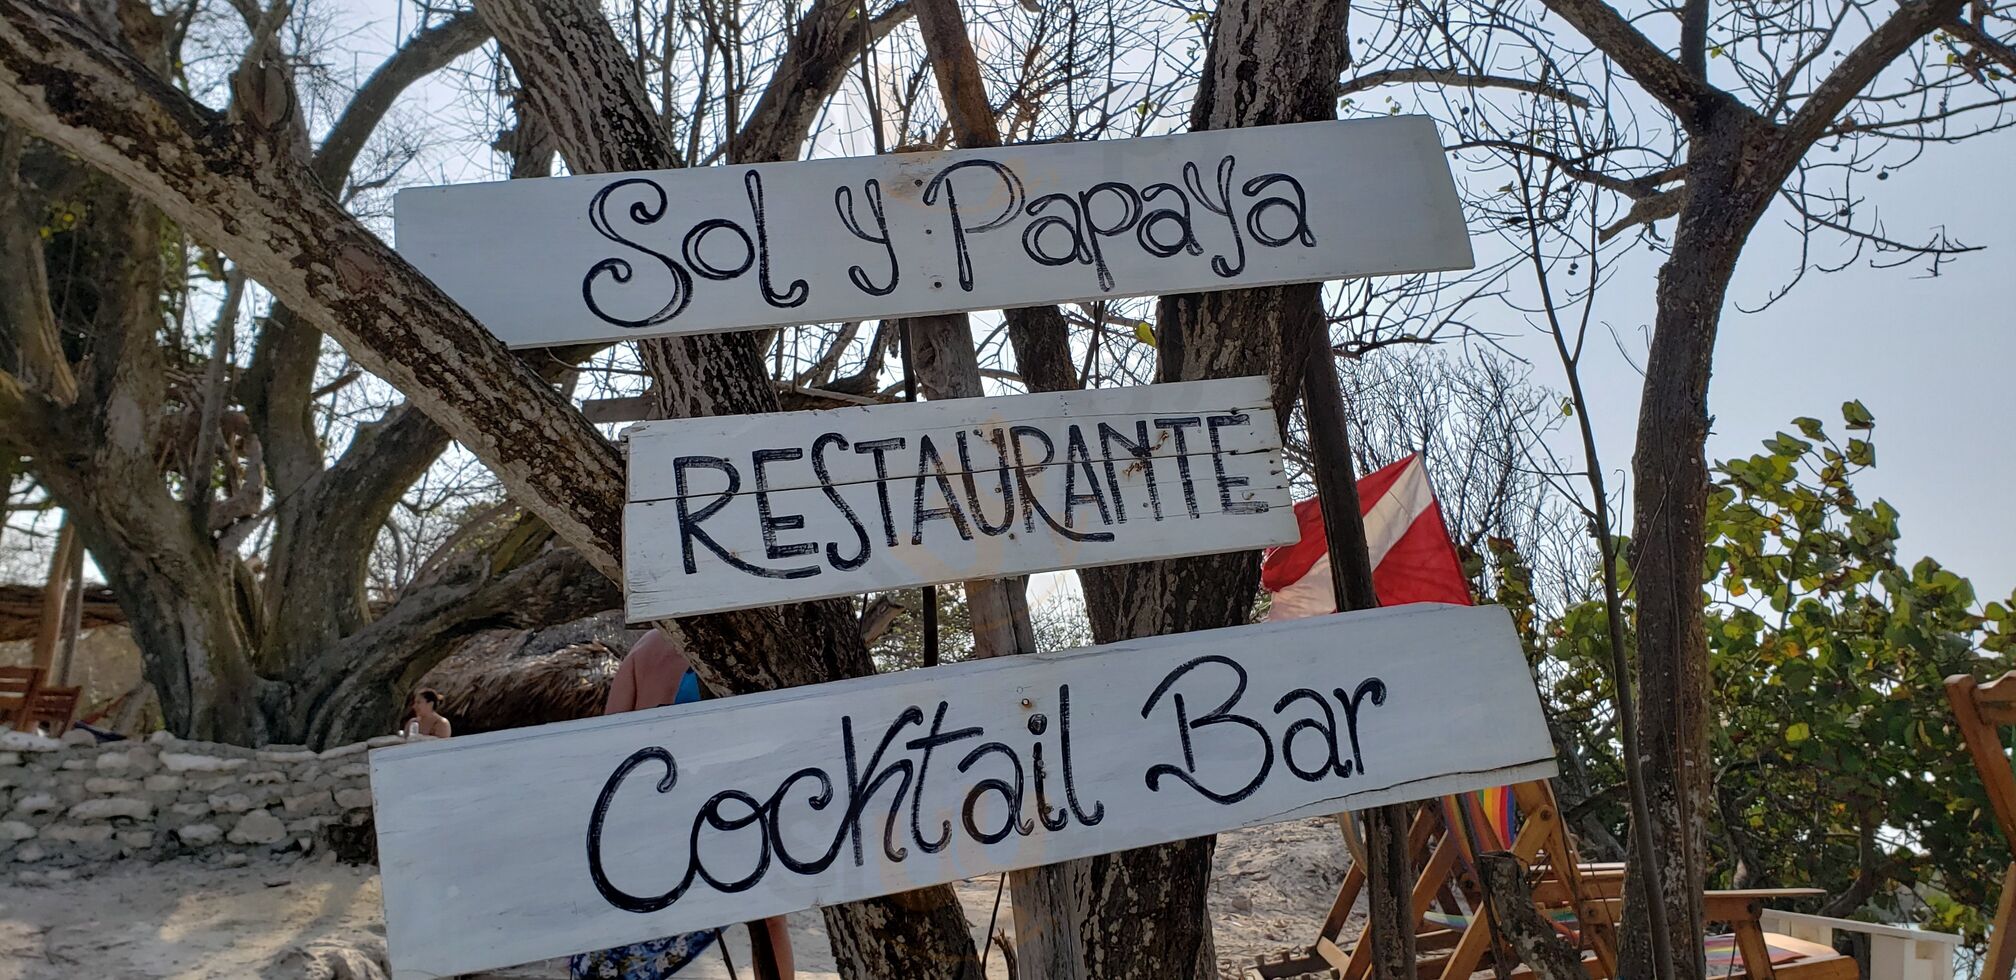 Sol y Papaya
RESTAURANTE
Cocktail Bar